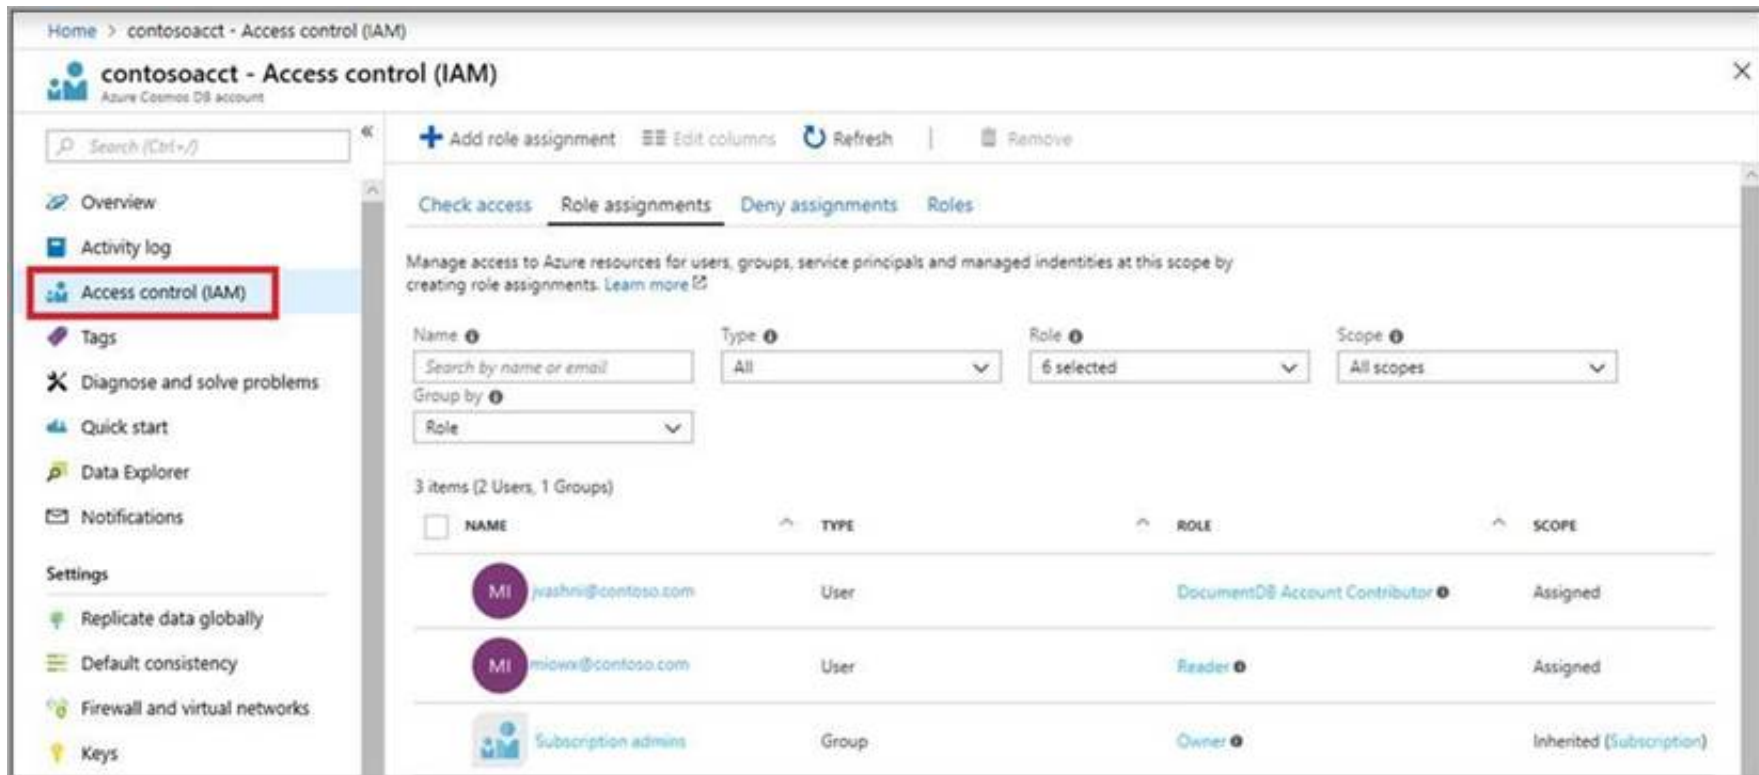 Home > contosoacct - Access control (IAM)
contosoacct - Access control (IAM)
Azure Cosmos DB account
Search (Ctrl+/)
Overview
Activity log
Access control (IAM)
Tags
Diagnose and solve problems
Quick start
Data Explorer
Notifications
Settings
Replicate data globally
Default consistency
Firewall and virtual networks
Keys
Add role assignment Edit columns Refresh Remove
Check access Role assignments Deny assignments Roles
Manage access to Azure resources for users, groups, service principals and managed indentities at this scope by
creating role assignments. Learn more
Name Type Role Scope
Search by name or email All 6 selected All scopes
Group by
Role
3 items (2 Users, 1 Groups)
NAME TYPE ROLE SCOPE
MI jvashni@contoso.com User DocumentDB Account Contributor Assigned
MI miowx@contoso.com User Reader Assigned
Subscription admins Group Owner Inherited (Subscription)